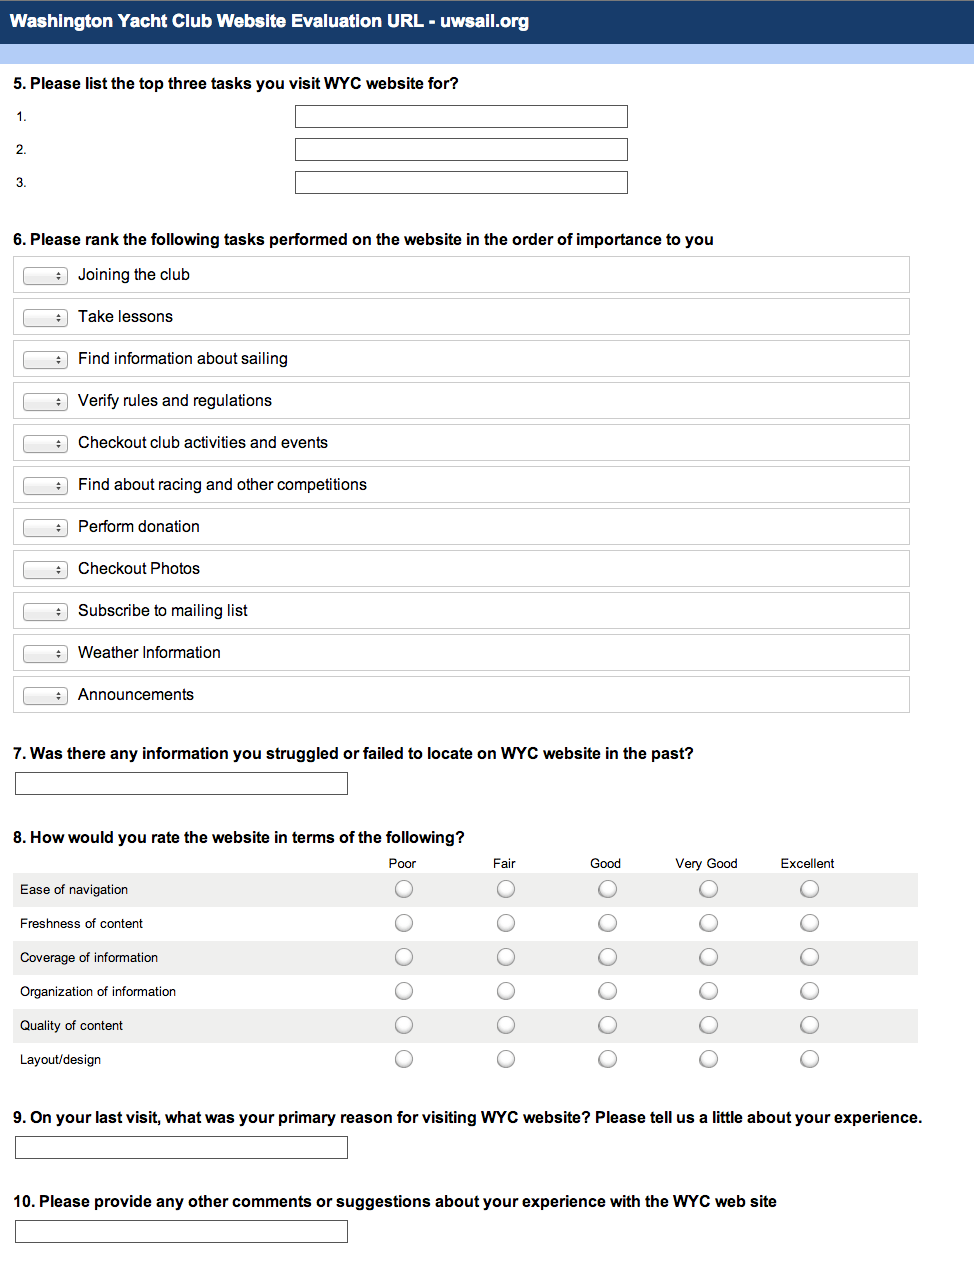 Washington Yacht Club Website Evaluation URL - uwsail.org
5. Please list the top three tasks you visit WYC website for?
1.
2.
3.
6. Please rank the following tasks performed on the website in the order of importance to you
Joining the club
Take lessons
Find information about sailing
Verify rules and regulations
Checkout club activities and events
Find about racing and other competitions
Perform donation
Checkout Photos
Subscribe to mailing list
Weather Information
Announcements
7. Was there any information you struggled or failed to locate on WYC website in the past?
8. How would you rate the website in terms of the following?
Poor Fair Good Very Good Excellent
Ease of navigation
Freshness of content
Coverage of information
Organization of information
Quality of content
Layout/design
9. On your last visit, what was your primary reason for visiting WYC website? Please tell us a little about your experience.
10. Please provide any other comments or suggestions about your experience with the WYC web site